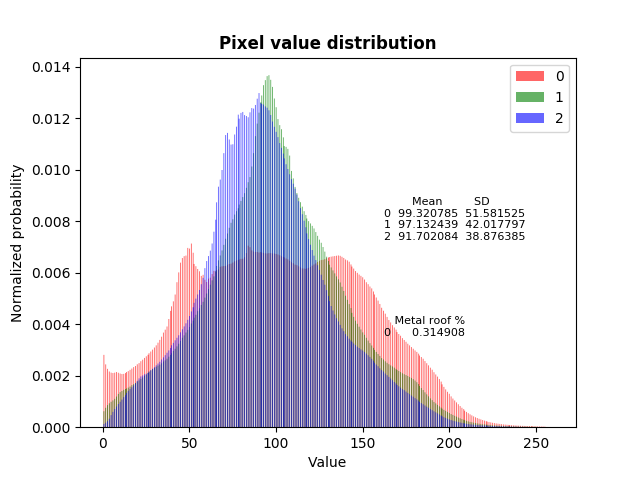 Pixel value distribution
0
1
2
Mean SD
0 99.320785 51.581525
1 97.132439 42.017797
2 91.702084 38.876385
Metal roof %
0 0.314908
Normalized probability
0.014
0.012
0.010
0.008
0.006
0.004
0.002
0.000
0 50 100 150 200 250
Value